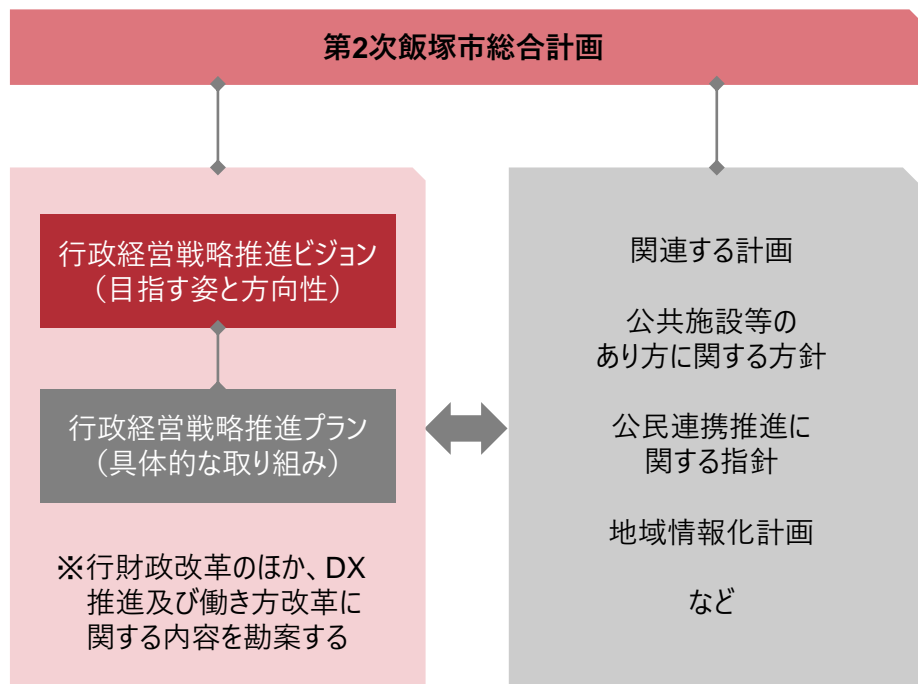 第2次飯塚市総合計画
行政経営戦略推進ビジョン
（目指す姿と方向性）
行政経営戦略推進プラン
（具体的な取り組み）
※行財政改革のほか、DX
推進及び働き方改革に
関する内容を勘案する
関連する計画
公共施設等の
あり方に関する方針
公民連携推進に
関する指針
地域情報化計画
など